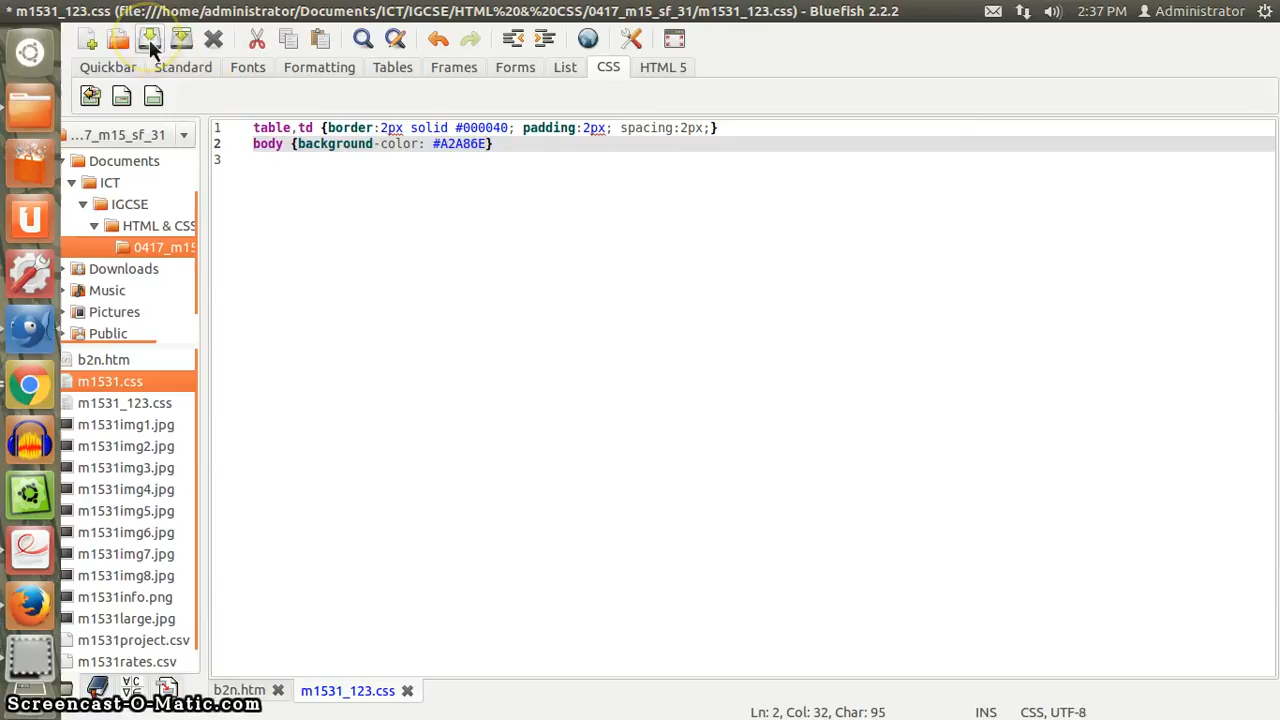 * m1531_123.css (file:///home/administrator/Documents/ICT/IGCSE/HTML%20&%20CSS/0417_m15_sf_31/m1531_123.css) - Bluefish 2.2.2
2:37 PM
Administrator
Quickbar
Standard
Fonts
Formatting
Tables
Frames
Forms
List
CSS
HTML 5
...7_m15_sf_31
Documents
ICT
IGCSE
HTML & CSS
0417_m15
Downloads
Music
Pictures
Public
b2n.htm
m1531.css
m1531_123.css
m1531img1.jpg
m1531img2.jpg
m1531img3.jpg
m1531img4.jpg
m1531img5.jpg
m1531img6.jpg
m1531img7.jpg
m1531img8.jpg
m1531info.png
m1531large.jpg
m1531project.csv
m1531rates.csv
1 table,td {border:2px solid #000040; padding:2px; spacing:2px;}
2 body {background-color: #A2A86E}
3
b2n.htm
m1531_123.css
Screencast-O-Matic.com
Ln: 2, Col: 32, Char: 95
INS
CSS, UTF-8